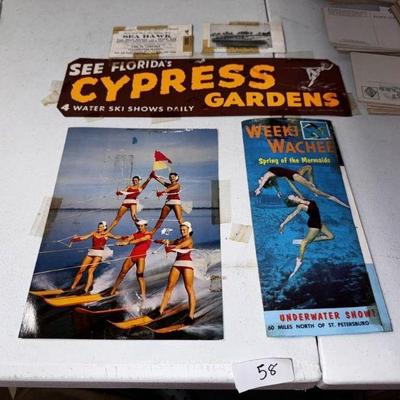 SEA HAWK
SEE FLORIDA'S
CYPRESS
GARDENS
4 WATER SKI SHOWS DAILY
WEEKI
WACHEE
Spring of the Mermaids
UNDERWATER SHOW!
60 MILES NORTH OF ST. PETERSBURG
58